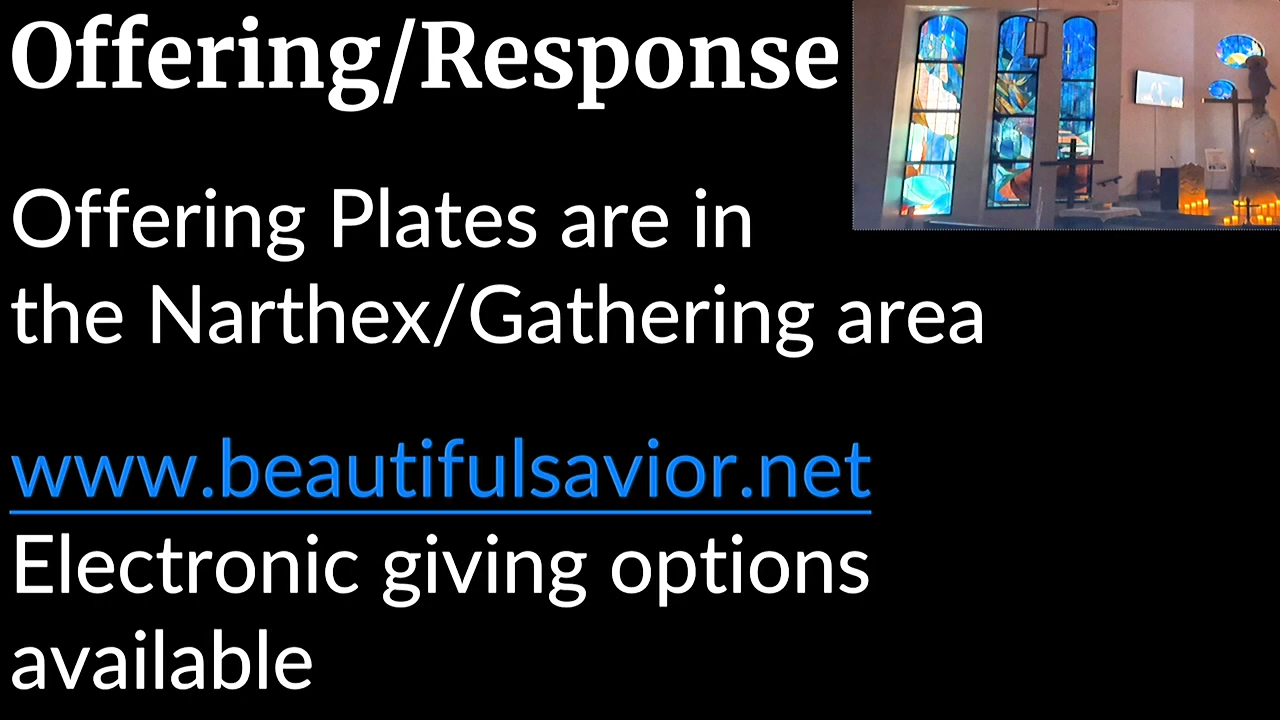 Offering/Response
Offering Plates are in
the Narthex/Gathering area
www.beautifulsavior.net
Electronic giving options
available